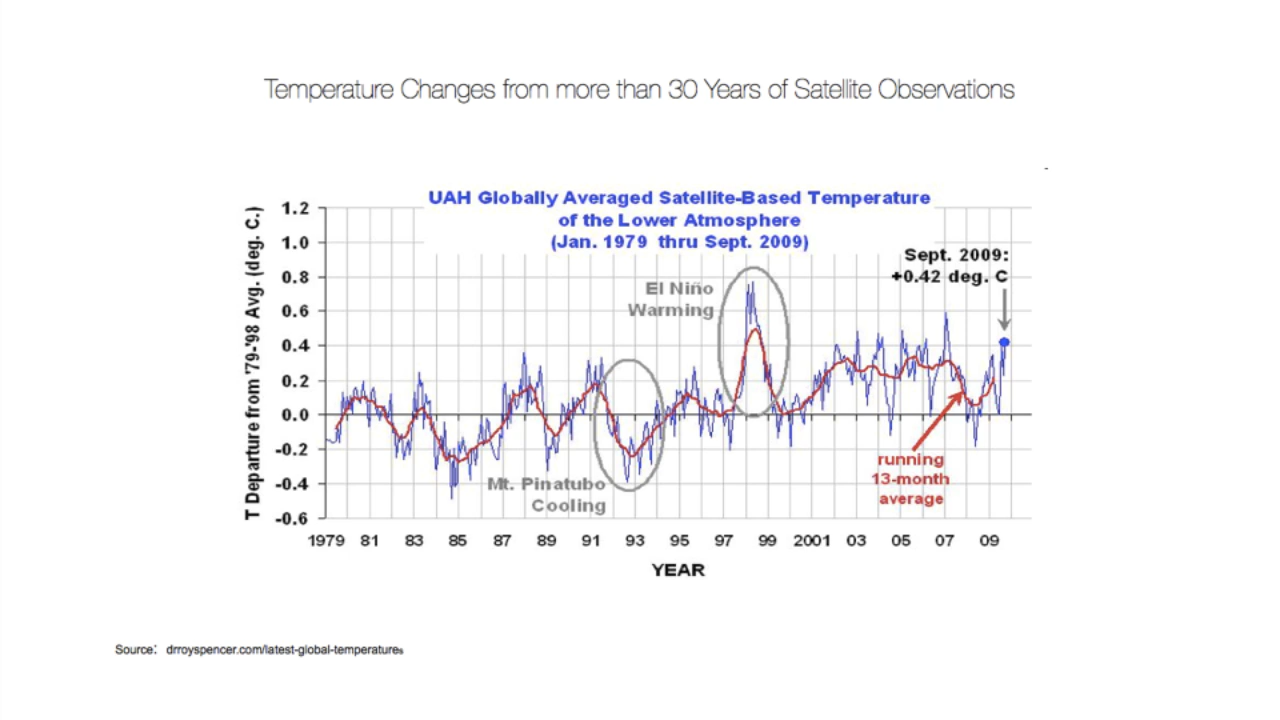 Temperature Changes from more than 30 Years of Satellite Observations
UAH Globally Averaged Satellite-Based Temperature
of the Lower Atmosphere
(Jan. 1979 thru Sept. 2009)
T Departure from '79-'98 Avg. (deg. C.)
1.2
1.0
0.8
0.6
0.4
0.2
0.0
-0.2
-0.4
-0.6
Sept. 2009:
+0.42 deg. C
El Niño
Warming
Mt. Pinatubo
Cooling
running
13-month
average
1979 81 83 85 87 89 91 93 95 97 99 2001 03 05 07 09
YEAR
Source: drroyspencer.com/latest-global-temperatures